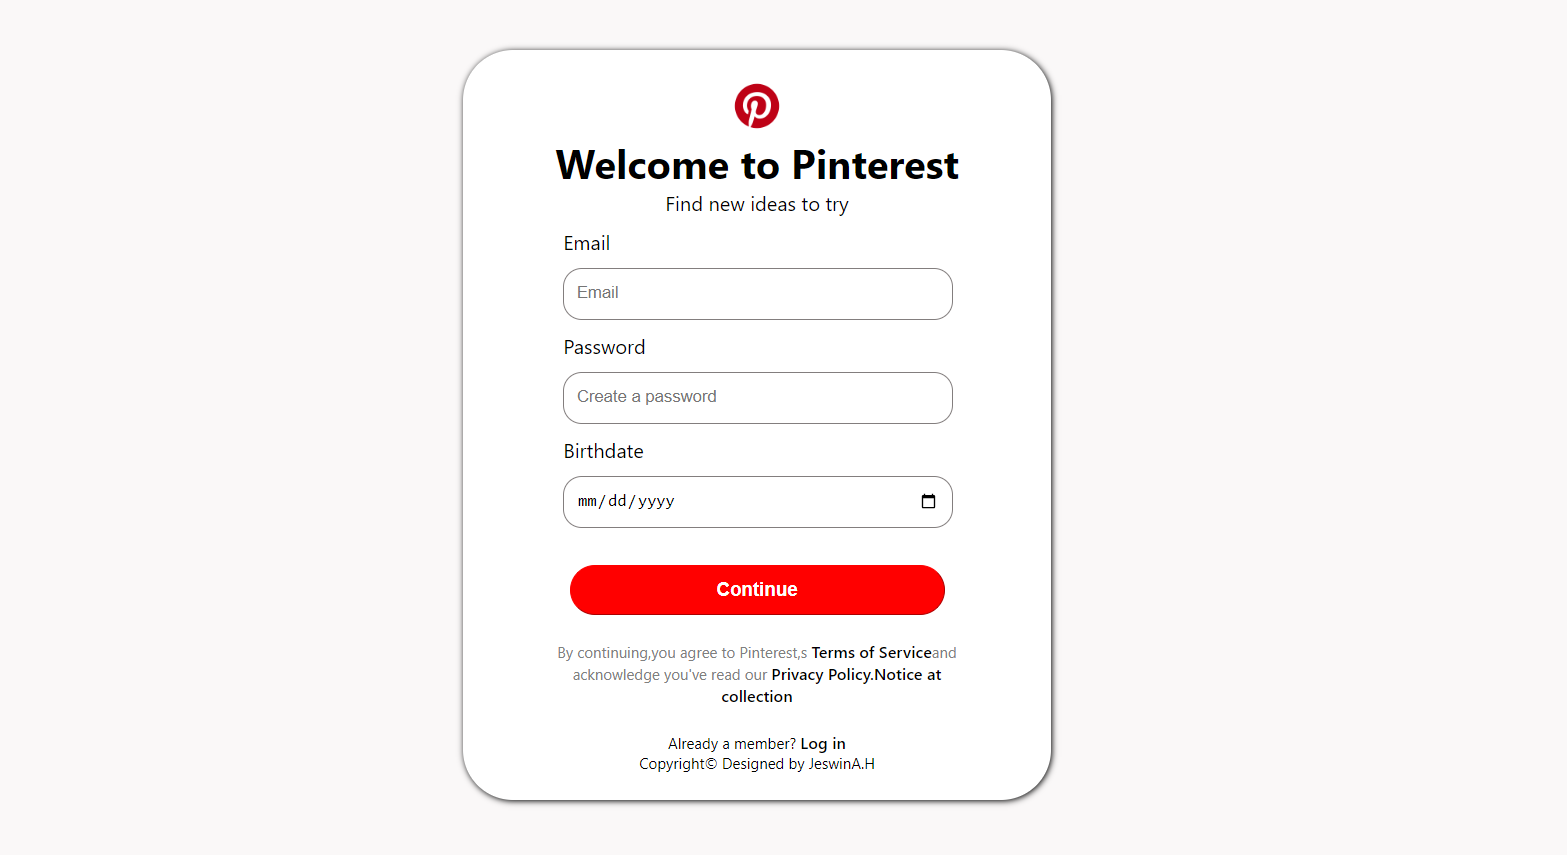 Welcome to Pinterest
Find new ideas to try
Email
Email
Password
Create a password
Birthdate
mm/dd/yyyy
Continue
By continuing,you agree to Pinterest,s Terms of Serviceand
acknowledge you've read our Privacy Policy.Notice at
collection
Already a member? Log in
Copyright© Designed by JeswinA.H